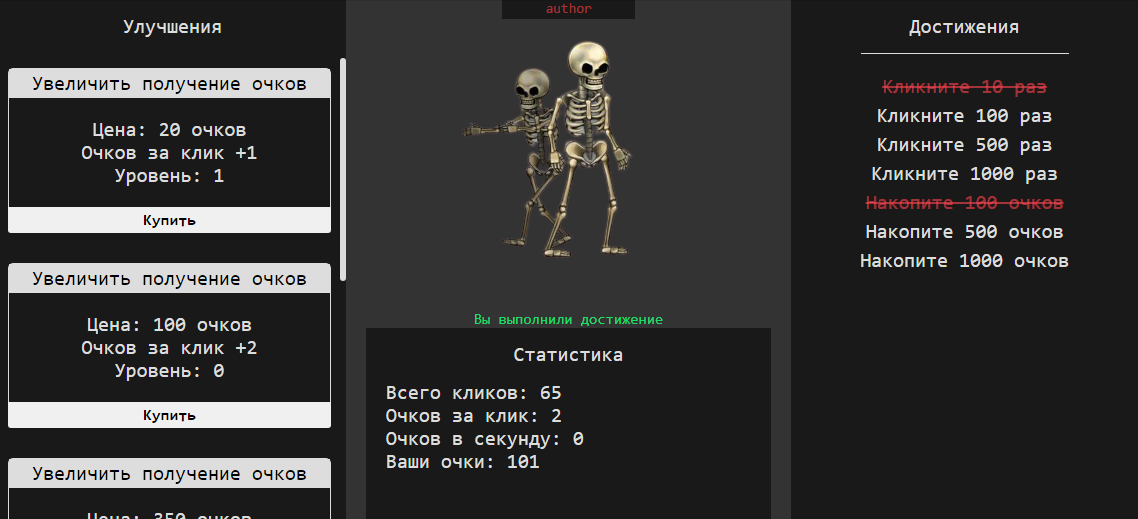 Улучшения
Увеличить получение очков
Цена: 20 очков
Очков за клик +1
Уровень: 1
Купить
Увеличить получение очков
Цена: 100 очков
Очков за клик +2
Уровень: 0
Купить
Увеличить получение очков
Цена: 350 очков
author
Вы выполнили достижение
Статистика
Всего кликов: 65
Очков за клик: 2
Очков в секунду: 0
Ваши очки: 101
Достижения
Кликните 10 раз
Кликните 100 раз
Кликните 500 раз
Кликните 1000 раз
Накопите 100 очков
Накопите 500 очков
Накопите 1000 очков